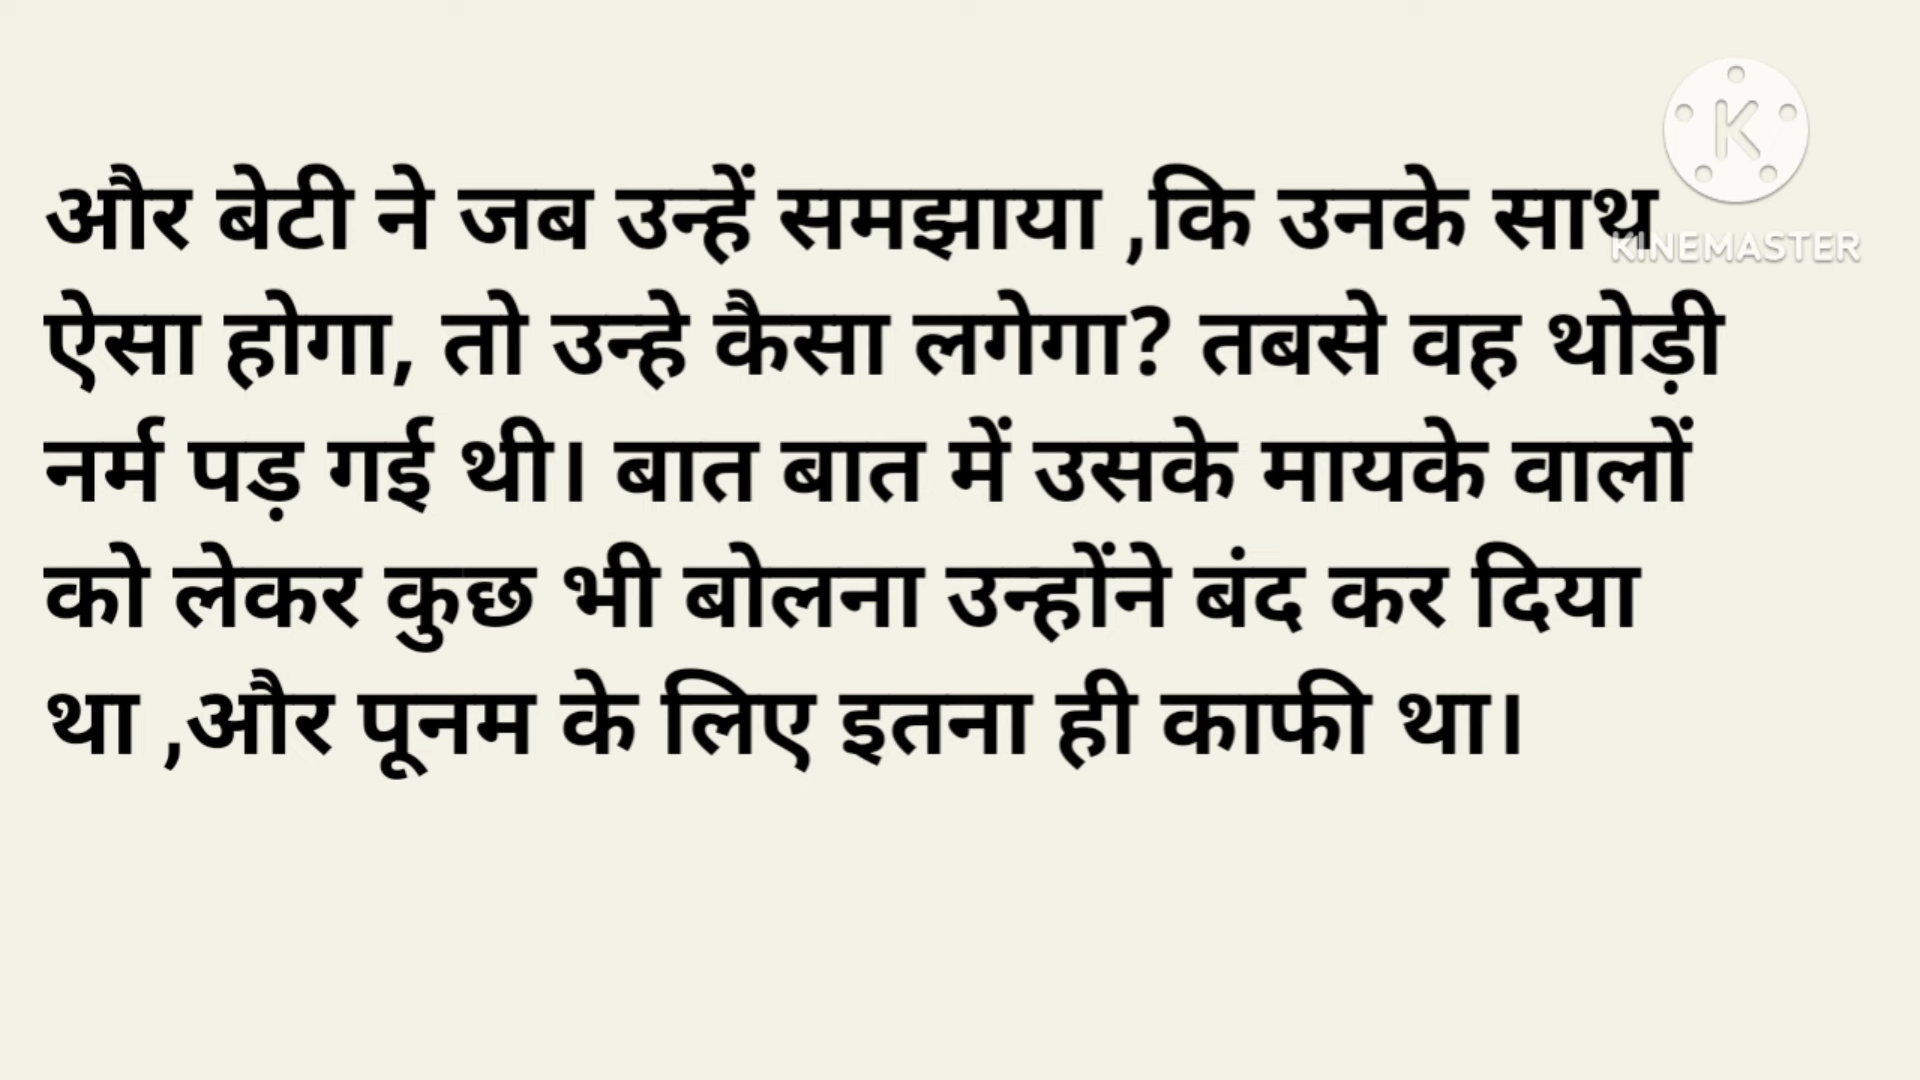 और बेटी ने जब उन्हें समझाया ,कि उनके साथ
KINEMASTER
ऐसा होगा, तो उन्हे कैसा लगेगा? तबसे वह थोड़ी
नर्म पड़ गई थी। बात बात में उसके मायके वालों
को लेकर कुछ भी बोलना उन्होंने बंद कर दिया
था ,और पूनम के लिए इतना ही काफी था।